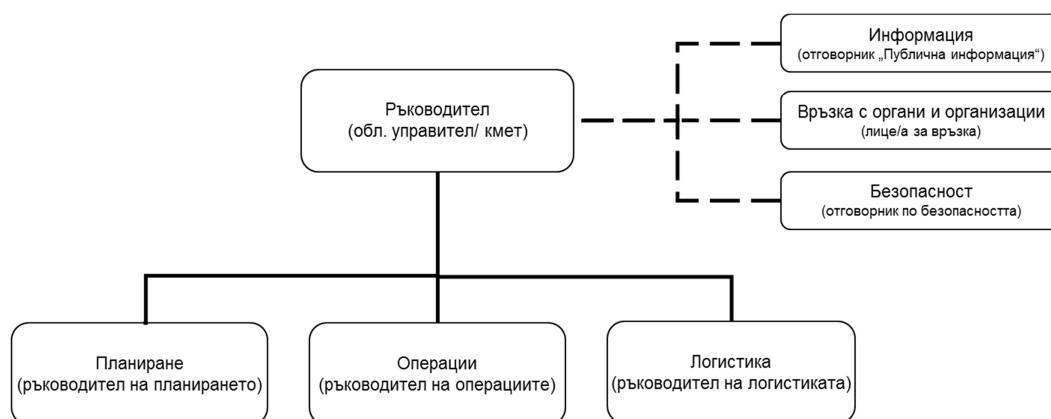 Информация
(отговорник „Публична информация“)
Ръководител
(обл. управител/ кмет)
Връзка с органи и организации
(лице/а за връзка)
Безопасност
(отговорник по безопасността)
Планиране
(ръководител на планирането)
Операции
(ръководител на операциите)
Логистика
(ръководител на логистиката)